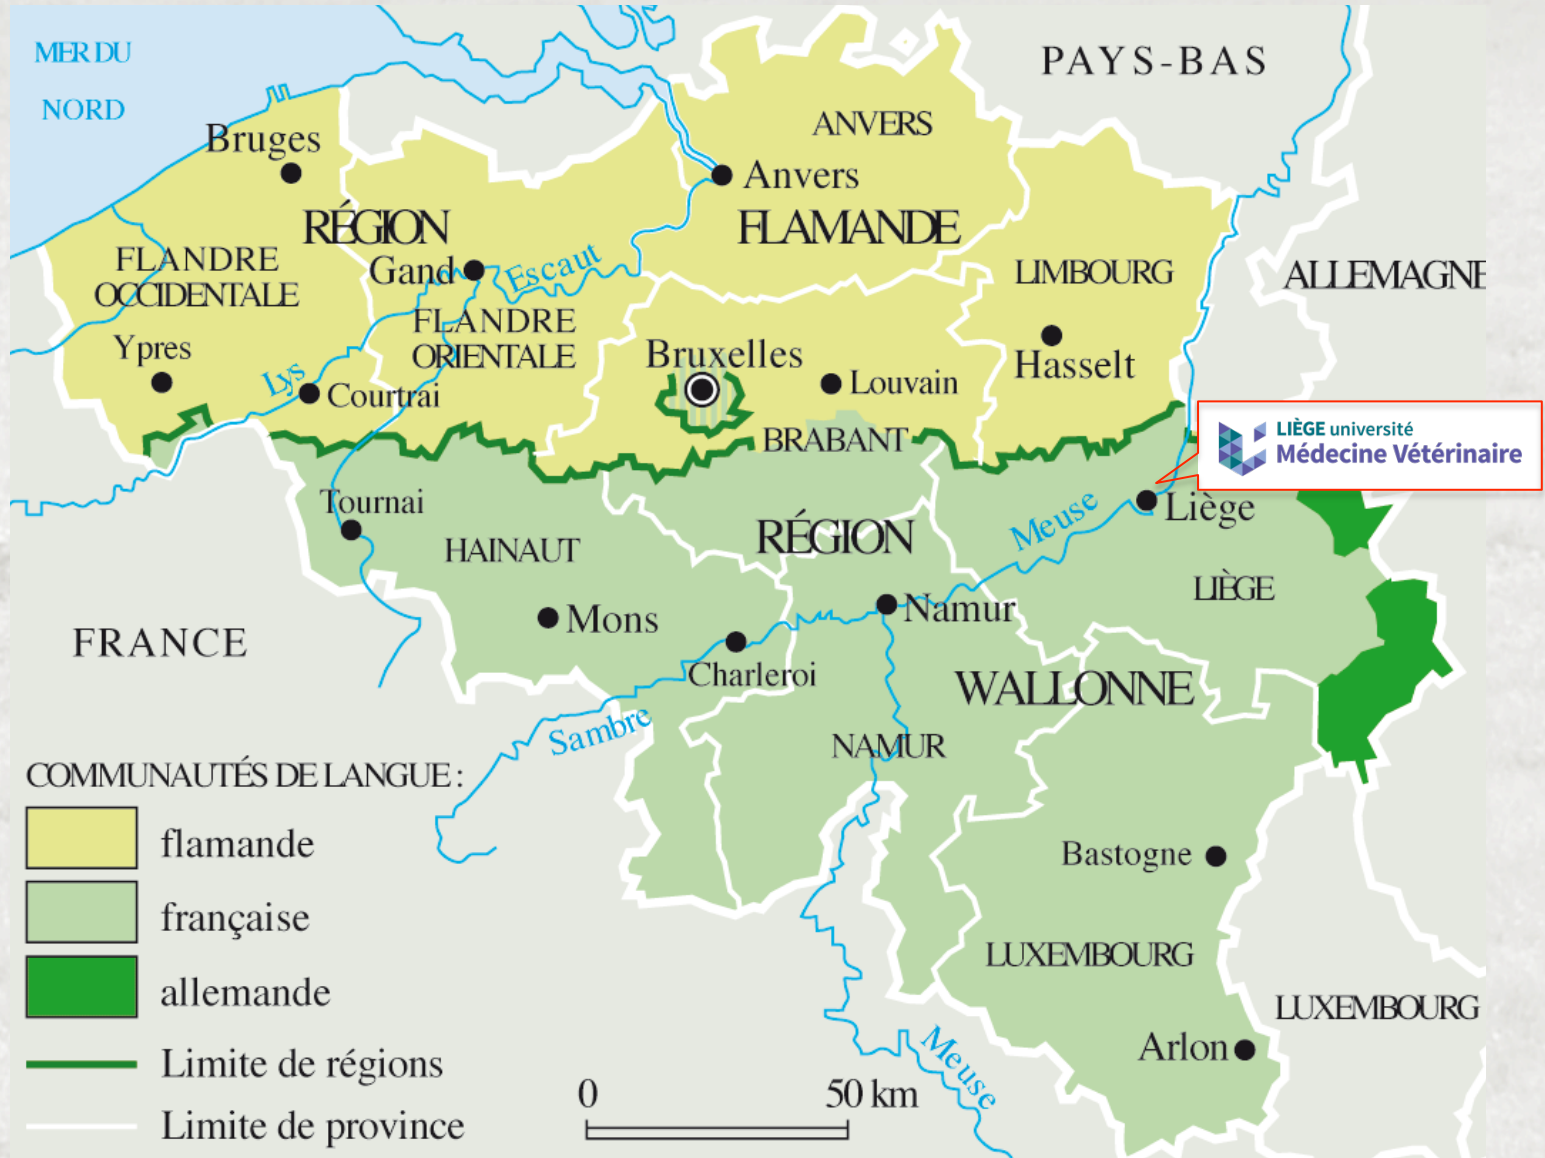 MER DU
NORD
PAYS-BAS
ANVERS
Bruges
Anvers
RÉGION
FLAMANDE
FLANDRE
OCCIDENTALE
Gand
Escaut
LIMBOURG
ALLEMAGNE
FLANDRE
ORIENTALE
Ypres
Bruxelles
Hasselt
Lys
Courtrai
Louvain
BRABANT
LIÈGE université
Médecine Vétérinaire
Tournai
Meuse
Liège
HAINAUT
RÉGION
LIÈGE
Mons
Namur
FRANCE
Charleroi
WALLONNE
Sambre
NAMUR
COMMUNAUTÉS DE LANGUE :
flamande
française
allemande
Limite de régions
Limite de province
Bastogne
LUXEMBOURG
LUXEMBOURG
Arlon
Meuse
0 50 km